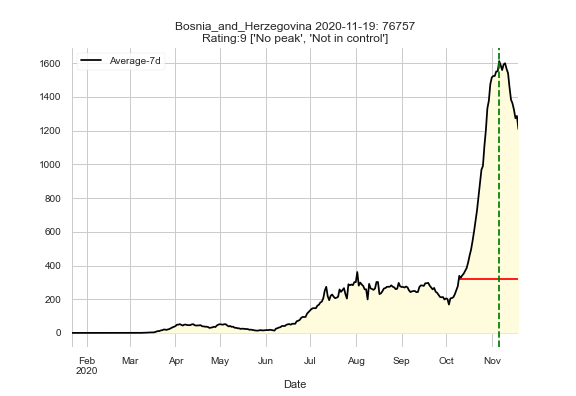 Bosnia_and_Herzegovina 2020-11-19: 76757
Rating:9 ['No peak', 'Not in control']
Average-7d
1600
1400
1200
1000
800
600
400
200
0
Feb Mar Apr May Jun Jul Aug Sep Oct Nov
2020
Date